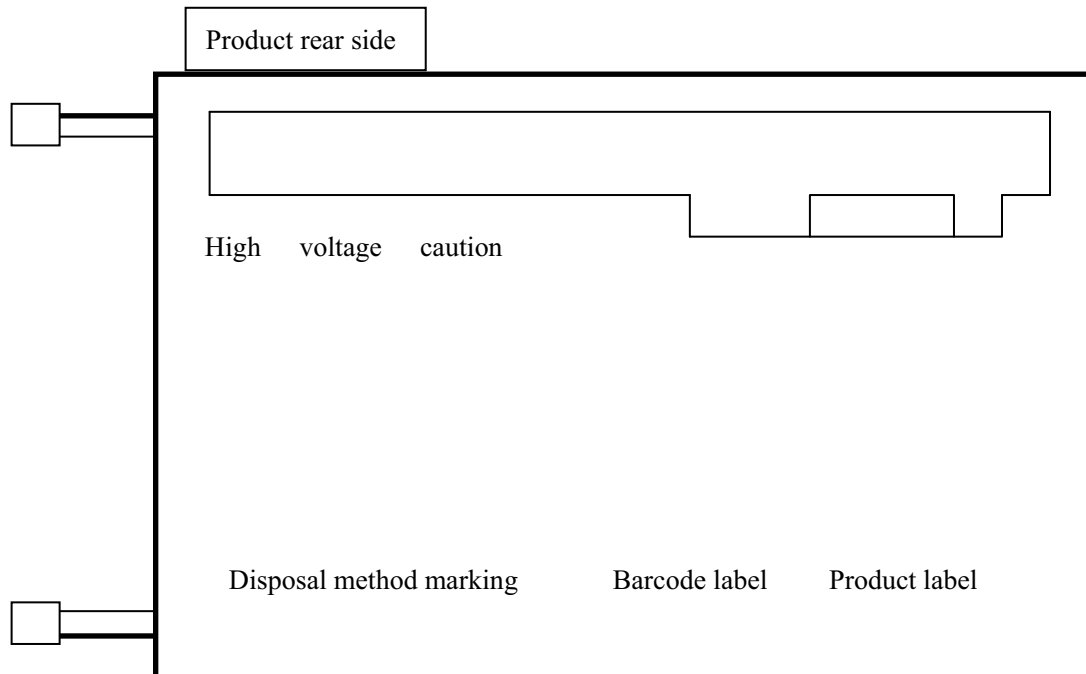 Product rear side
High voltage caution
Disposal method marking Barcode label Product label